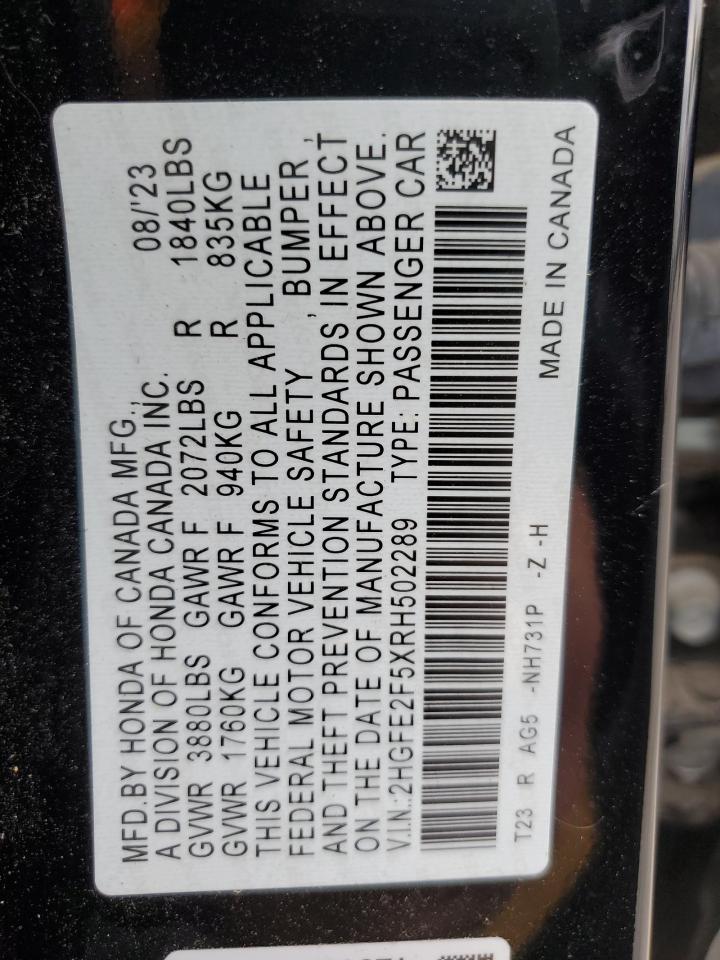 MFD.BY HONDA OF CANADA MFG.,
A DIVISION OF HONDA CANADA INC. 08/'23
GVWR 3880LBS GAWR F 2072LBS R 1840LBS
GVWR 1760KG GAWR F 940KG R 835KG
THIS VEHICLE CONFORMS TO ALL APPLICABLE
FEDERAL MOTOR VEHICLE SAFETY , BUMPER ,
AND THEFT PREVENTION STANDARDS IN EFFECT
ON THE DATE OF MANUFACTURE SHOWN ABOVE.
V.I.N.:2HGFE2F5XRH502289 TYPE: PASSENGER CAR
T23 R AG5 -NH731P -Z -H
MADE IN CANADA